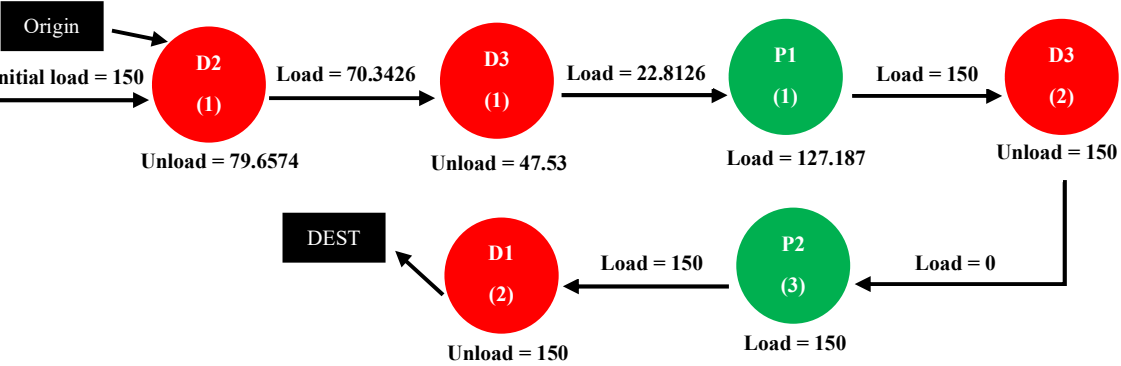 Origin
nitial load = 150
D2
(1)
Unload = 79.6574
Load = 70.3426
D3
(1)
Unload = 47.53
Load = 22.8126
P1
(1)
Load = 127.187
Load = 150
D3
(2)
Unload = 150
Load = 0
P2
(3)
Load = 150
Load = 150
D1
(2)
Unload = 150
DEST